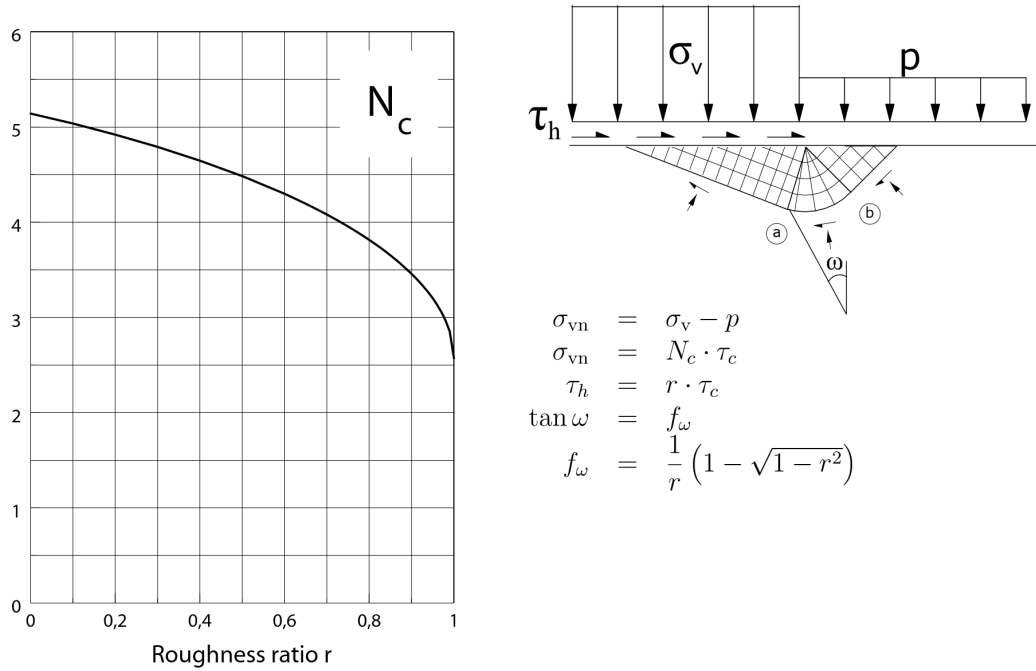 6
5
4
3
2
1
0
0
0,2
0,4
0,6
0,8
1
Roughness ratio r
N_c
σ_v
p
τ_h
a
b
ω
σ_vn = σ_v − p
σ_vn = N_c · τ_c
τ_h = r · τ_c
tan ω = f_ω
f_ω = 1/r (1 − √(1 − r²))